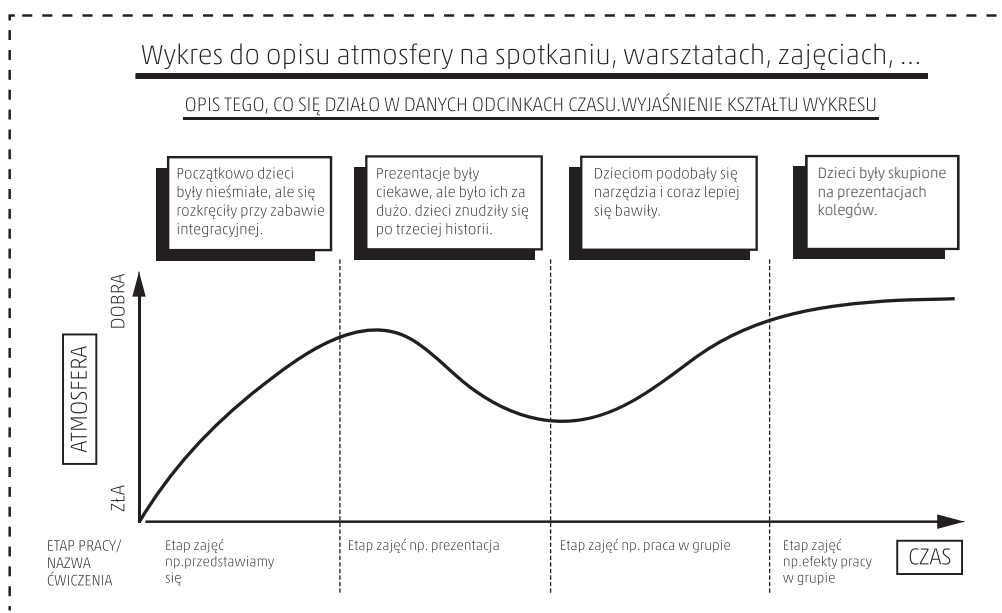 Wykres do opisu atmosfery na spotkaniu, warsztatach, zajęciach, ...
OPIS TEGO, CO SIĘ DZIAŁO W DANYCH ODCINKACH CZASU.WYJAŚNIENIE KSZTAŁTU WYKRESU
Początkowo dzieci
były nieśmiałe, ale się
rozkręciły przy zabawie
integracyjnej.
Prezentacje były
ciekawe, ale było ich za
dużo. dzieci znudziły się
po trzeciej historii.
Dzieciom podobały się
narzędzia i coraz lepiej
się bawiły.
Dzieci były skupione
na prezentacjach
kolegów.
DOBRA
ATMOSFERA
ZŁA
ETAP PRACY/
NAZWA
ĆWICZENIA
Etap zajęć
np.przedstawiamy
się
Etap zajęć np. prezentacja
Etap zajęć np. praca w grupie
Etap zajęć
np.efekty pracy
w grupie
CZAS